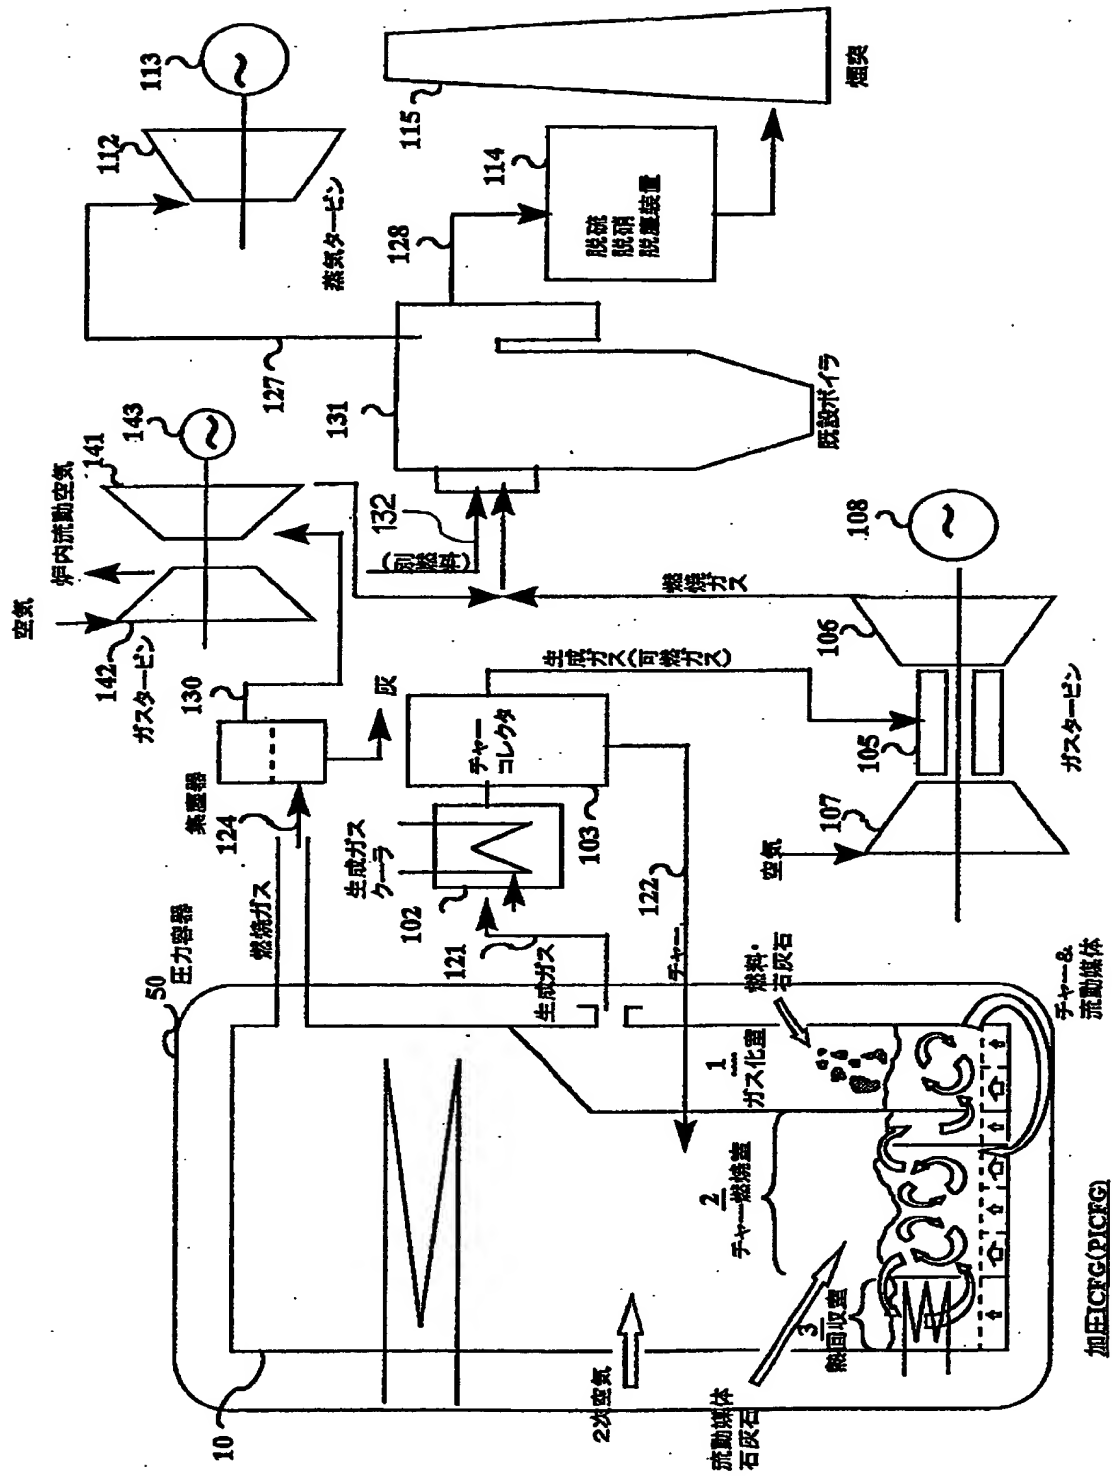 空気
炉内流動空気
10
50
圧力容器
142
ガスタービン
141
143
112
113
集塵器
124
130
燃焼ガス
127
蒸気タービン
131
132
(別燃料)
128
115
生成ガス
クーラ
灰
102
チャー
コレクタ
114
脱硫
脱硝
脱塵装置
121
生成ガス
生成ガス(可燃ガス)
103
2次空気
122
チャー
燃焼ガス
2
チャー燃焼室
1
ガス化室
燃料・
石灰石
流動媒体
石灰石
3
熱回収室
空気
107
105
106
108
既設ボイラ
煙突
チャー&
流動媒体
ガスタービン
加圧ICFG(PICFG)